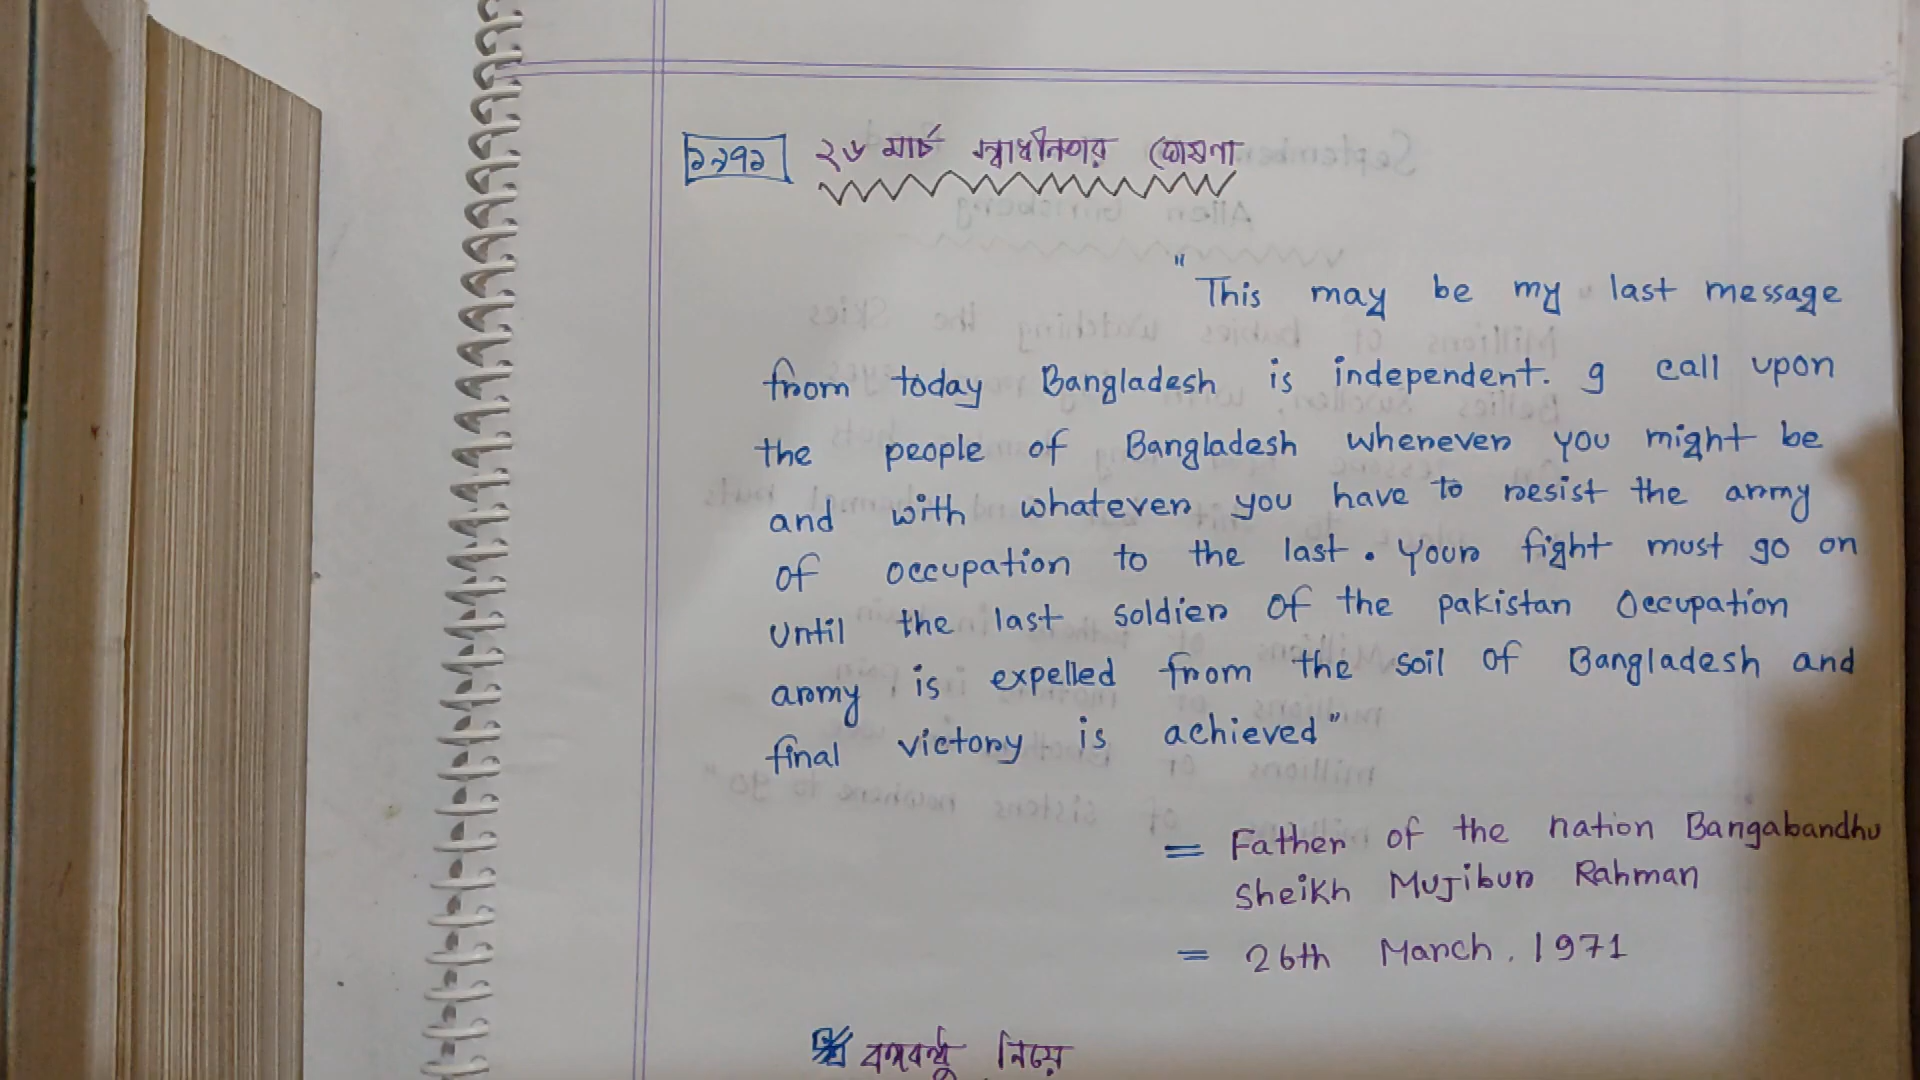 ১৯৭১ ২৬ মার্চ স্বাধীনতার ঘোষণা
"This may be my last message
from today Bangladesh is independent. I call upon
the people of Bangladesh wherever you might be
and with whatever you have to resist the army
of occupation to the last. Your fight must go on
until the last soldier of the pakistan Occupation
army is expelled from the soil of Bangladesh and
final victory is achieved"
= Father of the nation Bangabandhu
Sheikh Mujibur Rahman
= 26th March, 1971
বঙ্গবন্ধু নিয়ে